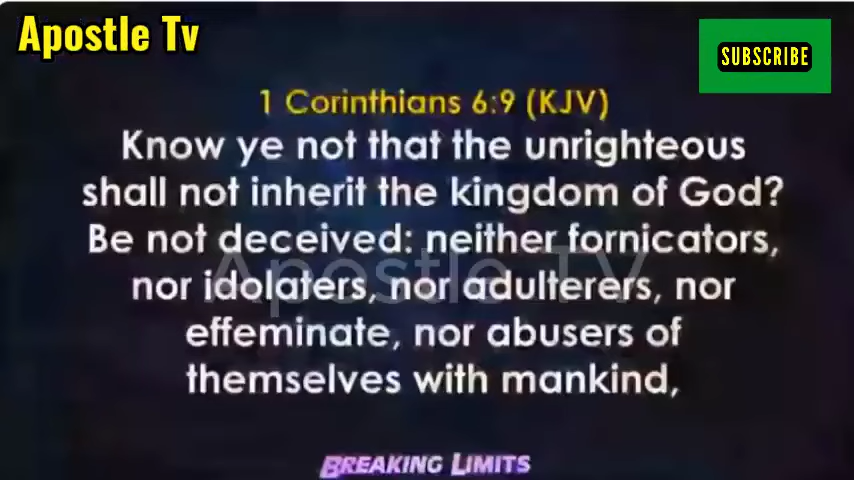 Apostle Tv
SUBSCRIBE
1 Corinthians 6:9 (KJV)
Know ye not that the unrighteous
shall not inherit the kingdom of God?
Be not deceived: neither fornicators,
Apostle TV
nor idolaters, nor adulterers, nor
effeminate, nor abusers of
themselves with mankind,
BREAKING LIMITS